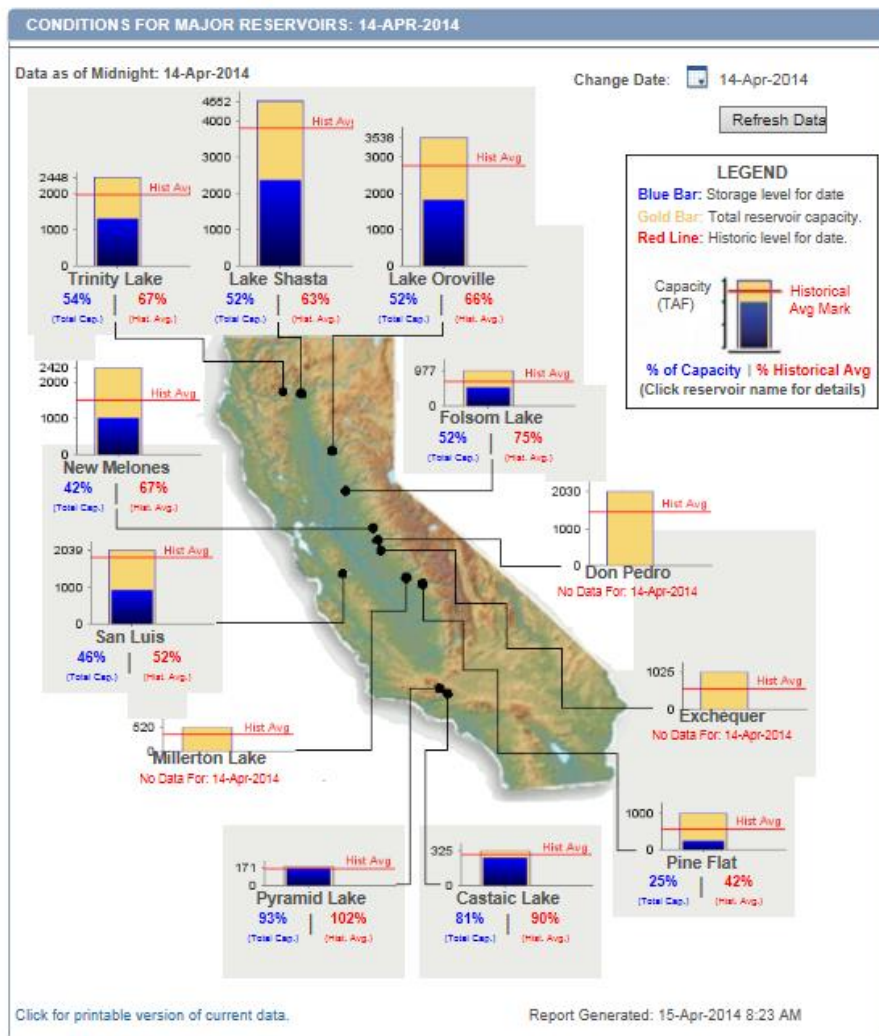 CONDITIONS FOR MAJOR RESERVOIRS: 14-APR-2014
Data as of Midnight: 14-Apr-2014
Change Date: 14-Apr-2014
Refresh Data
LEGEND
Blue Bar: Storage level for date
Gold Bar: Total reservoir capacity.
Red Line: Historic level for date.
Capacity
(TAF)
Historical
Avg Mark
% of Capacity | % Historical Avg
(Click reservoir name for details)
2448
2000
1000
0
Hist Avg
Trinity Lake
54% | 67%
(Total Cap.) (Hist. Avg.)
4552
4000
3000
2000
1000
0
Hist Avg
Lake Shasta
52% | 63%
(Total Cap.) (Hist. Avg.)
3538
3000
2000
1000
0
Hist Avg
Lake Oroville
52% | 66%
(Total Cap.) (Hist. Avg.)
2420
2000
1000
0
Hist Avg
New Melones
42% | 67%
(Total Cap.) (Hist. Avg.)
977
0
Hist Avg
Folsom Lake
52% | 75%
(Total Cap.) (Hist. Avg.)
2030
1000
0
Hist Avg
Don Pedro
No Data For: 14-Apr-2014
2039
1000
0
Hist Avg
San Luis
46% | 52%
(Total Cap.) (Hist. Avg.)
1025
0
Hist Avg
Exchequer
No Data For: 14-Apr-2014
520
0
Hist Avg
Millerton Lake
No Data For: 14-Apr-2014
1000
0
Hist Avg
Pine Flat
25% | 42%
(Total Cap.) (Hist. Avg.)
171
0
Hist Avg
Pyramid Lake
93% | 102%
(Total Cap.) (Hist. Avg.)
325
0
Hist Avg
Castaic Lake
81% | 90%
(Total Cap.) (Hist. Avg.)
Click for printable version of current data.
Report Generated: 15-Apr-2014 8:23 AM